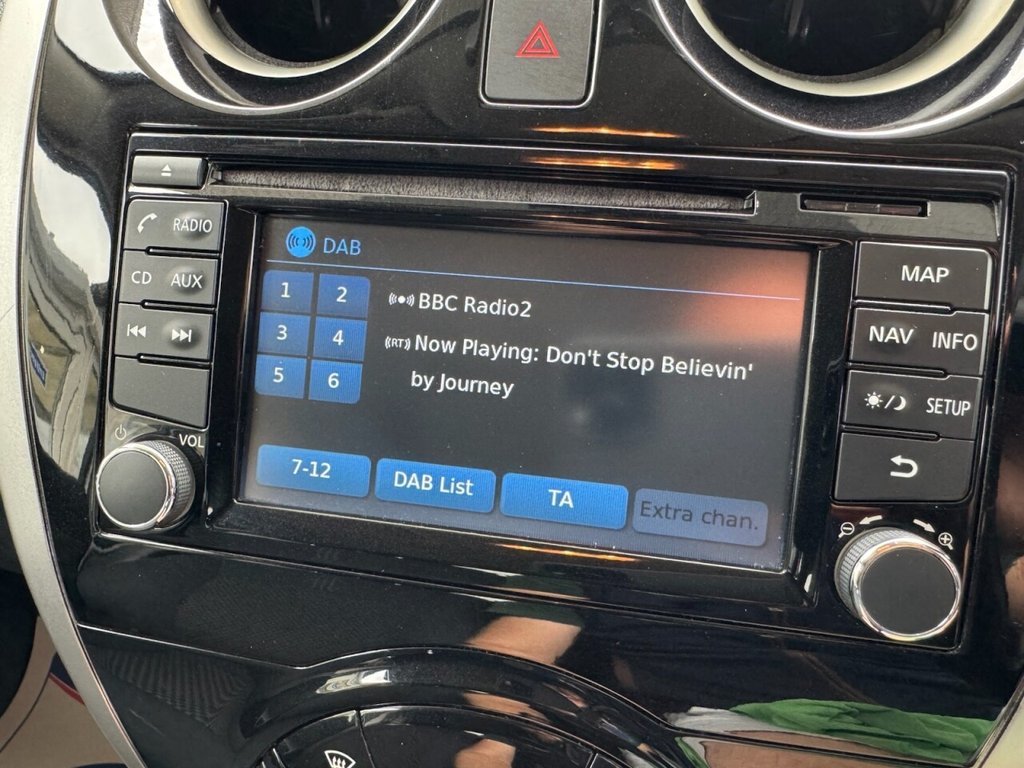 RADIO
CD AUX
VOL
DAB
1 2
3 4
5 6
BBC Radio2
(RT) Now Playing: Don't Stop Believin'
by Journey
7-12 DAB List TA Extra chan.
MAP
NAV INFO
SETUP